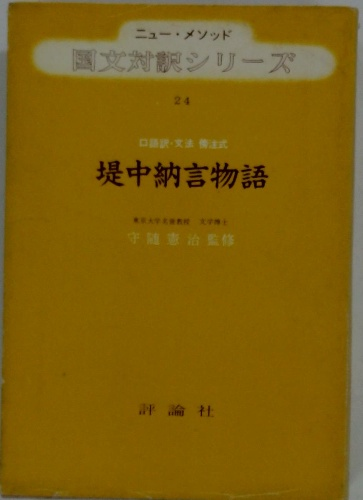 ニュー・メソッド
国文対訳シリーズ
24
口語訳・文法 傍注式
堤中納言物語
東京大学名誉教授 文学博士
守随憲治監修
評論社